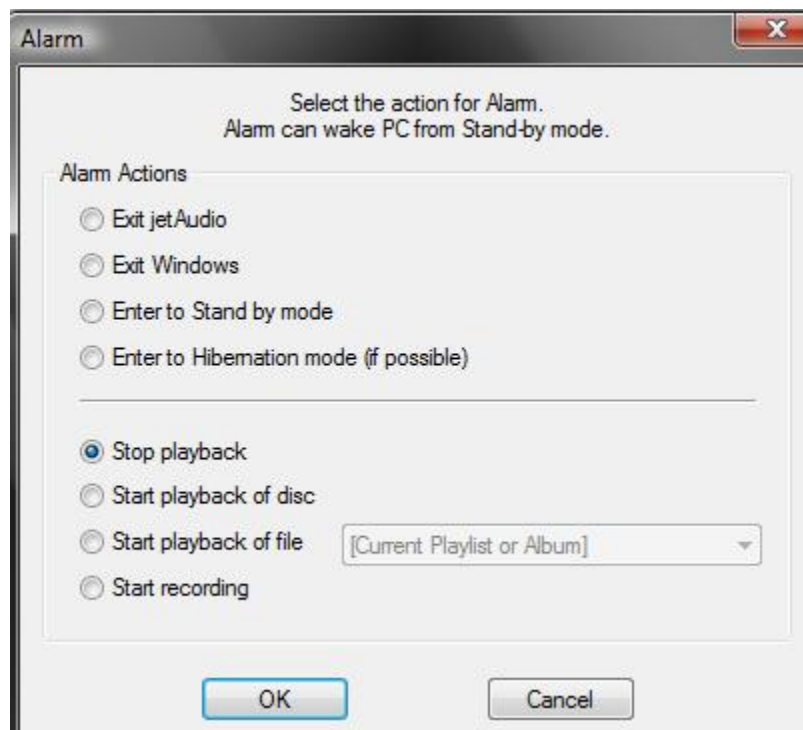 Alarm
Select the action for Alarm.
Alarm can wake PC from Stand-by mode.
Alarm Actions
Exit jetAudio
Exit Windows
Enter to Stand by mode
Enter to Hibernation mode (if possible)
Stop playback
Start playback of disc
Start playback of file [Current Playlist or Album]
Start recording
OK Cancel